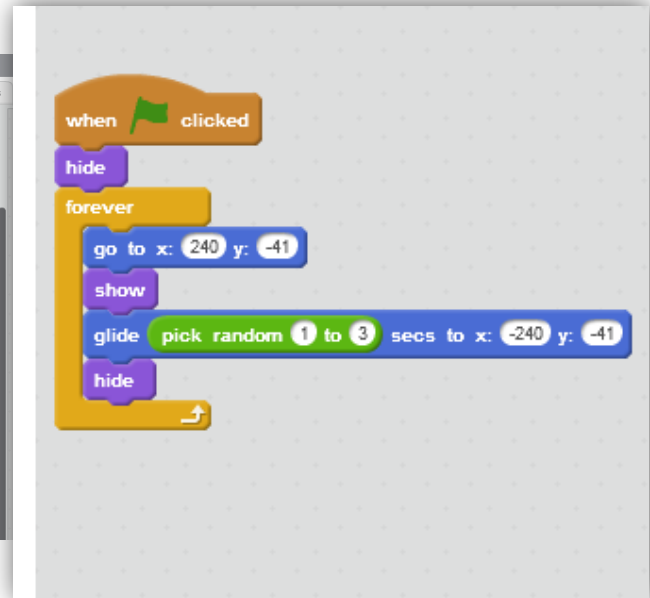 when clicked
hide
forever
go to x: 240 y: -41
show
glide pick random 1 to 3 secs to x: -240 y: -41
hide